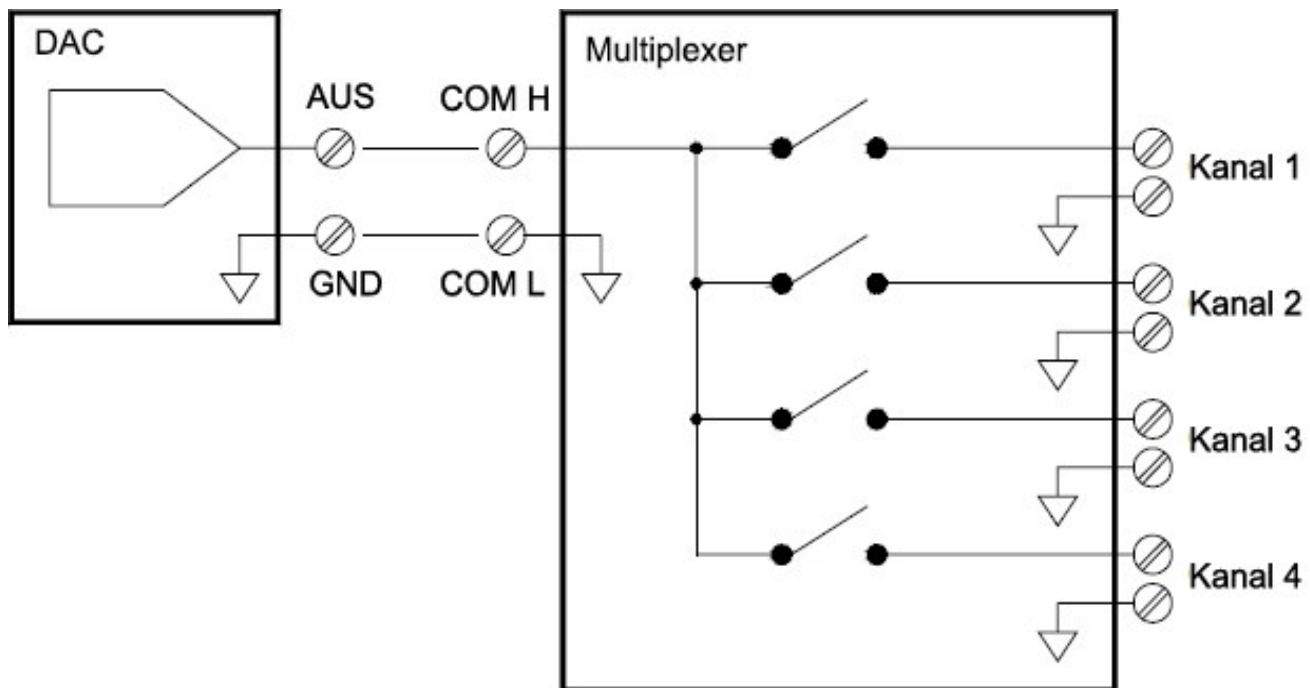 DAC
Multiplexer
AUS
COM H
GND
COM L
Kanal 1
Kanal 2
Kanal 3
Kanal 4